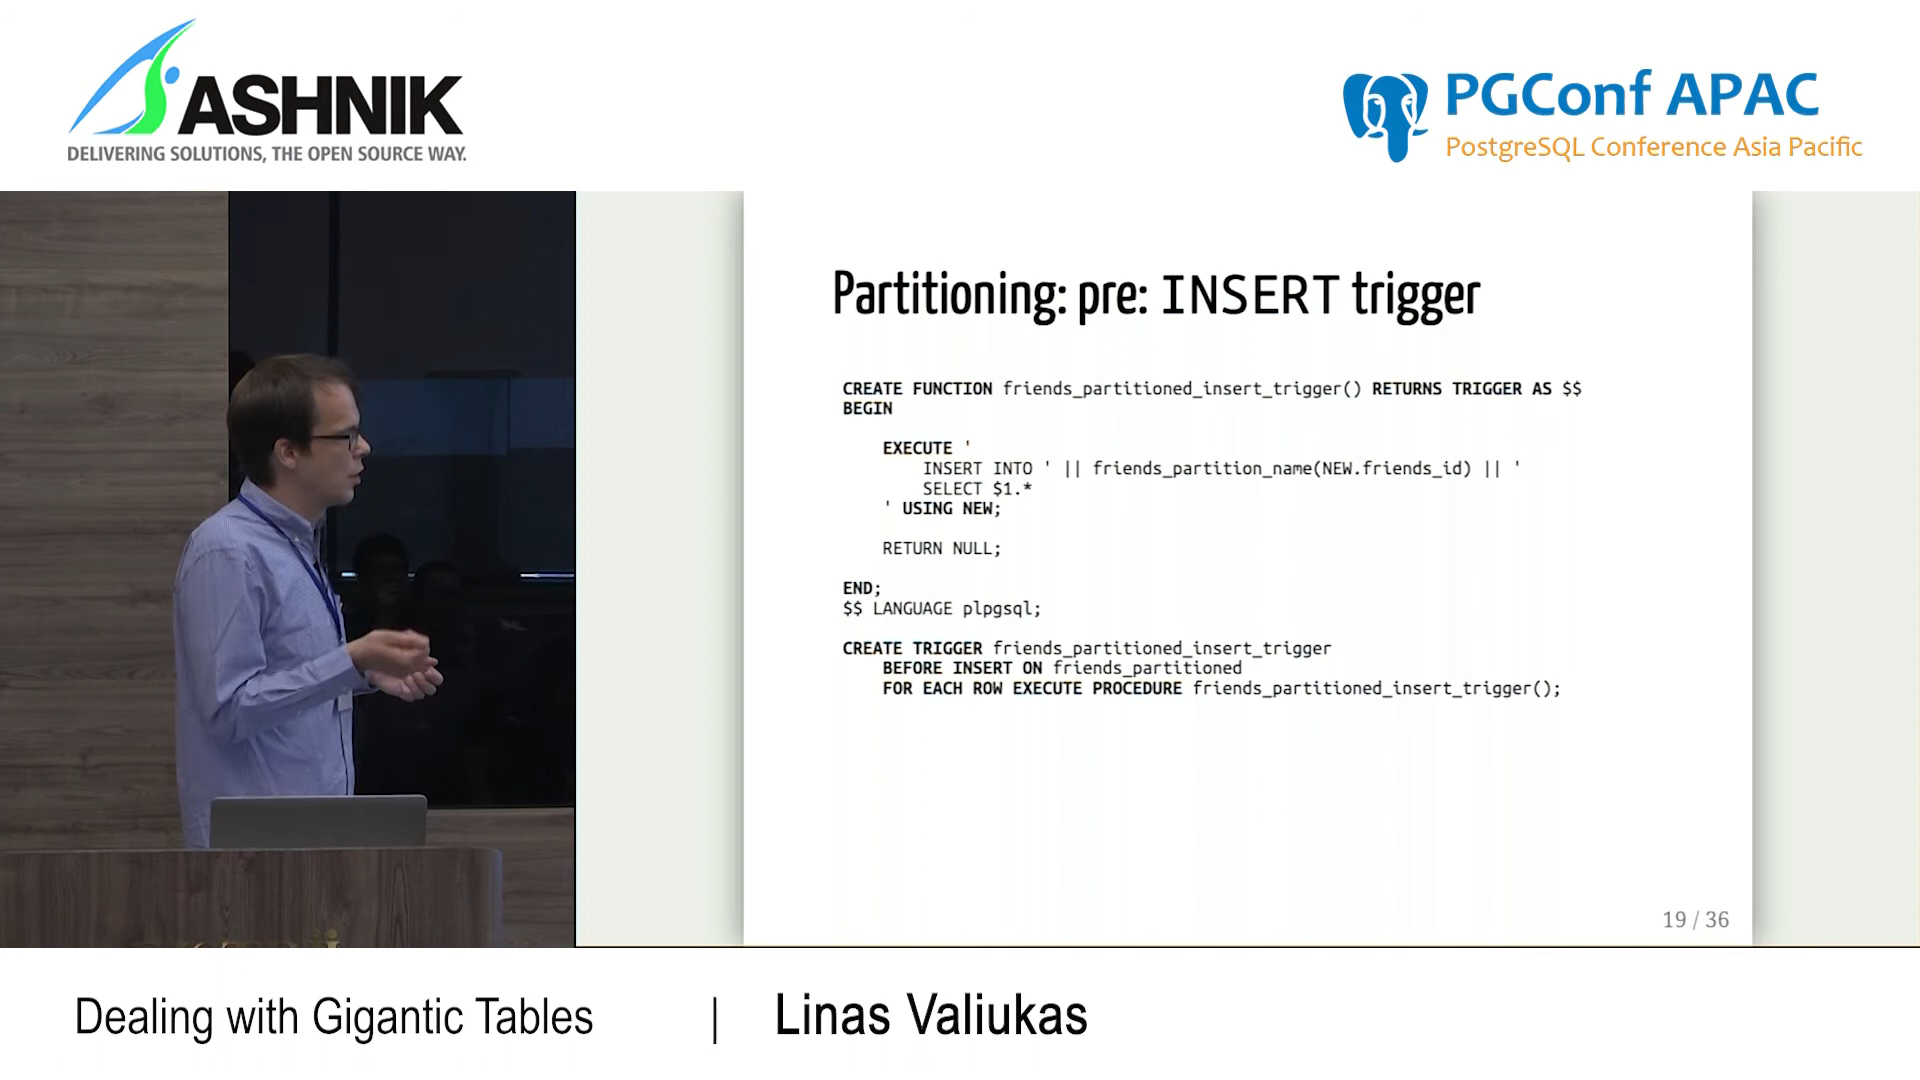 ASHNIK
DELIVERING SOLUTIONS, THE OPEN SOURCE WAY.
PGConf APAC
PostgreSQL Conference Asia Pacific
Partitioning: pre: INSERT trigger
CREATE FUNCTION friends_partitioned_insert_trigger() RETURNS TRIGGER AS $$
BEGIN
EXECUTE '
INSERT INTO ' || friends_partition_name(NEW.friends_id) || '
SELECT $1.*
' USING NEW;
RETURN NULL;
END;
$$ LANGUAGE plpgsql;
CREATE TRIGGER friends_partitioned_insert_trigger
BEFORE INSERT ON friends_partitioned
FOR EACH ROW EXECUTE PROCEDURE friends_partitioned_insert_trigger();
19 / 36
Dealing with Gigantic Tables | Linas Valiukas